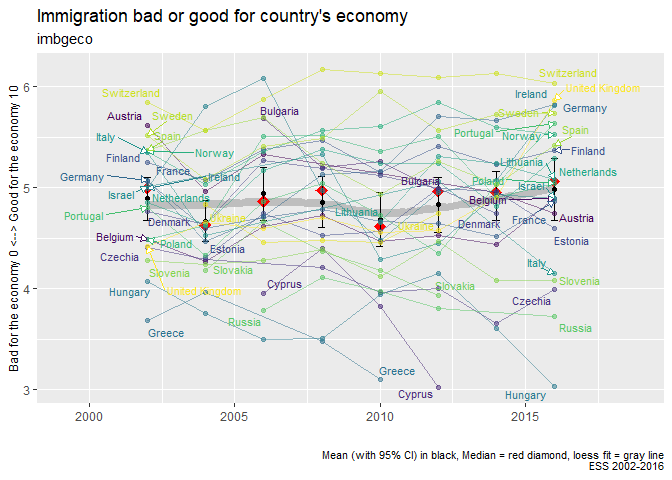 Immigration bad or good for country's economy
imbgeco
Bad for the economy 0 <--> Good for the economy 10
6
5
4
3
Switzerland
Austria
Sweden
Spain
Italy
Finland
Norway
Germany
France
Ireland
Israel
Netherlands
Portugal
Denmark
Ukraine
Belgium
Poland
Estonia
Czechia
Slovenia
Slovakia
Hungary
United Kingdom
Greece
Russia
Cyprus
Bulgaria
Lithuania
Ukraine
Greece
Cyprus
Bulgaria
Denmark
Slovakia
Switzerland
United Kingdom
Ireland
Germany
Sweden
Portugal
Norway
Spain
Finland
Lithuania
Netherlands
Poland
Israel
Belgium
France
Austria
Estonia
Italy
Slovenia
Czechia
Russia
Hungary
2000
2005
2010
2015
Mean (with 95% CI) in black, Median = red diamond, loess fit = gray line
ESS 2002-2016